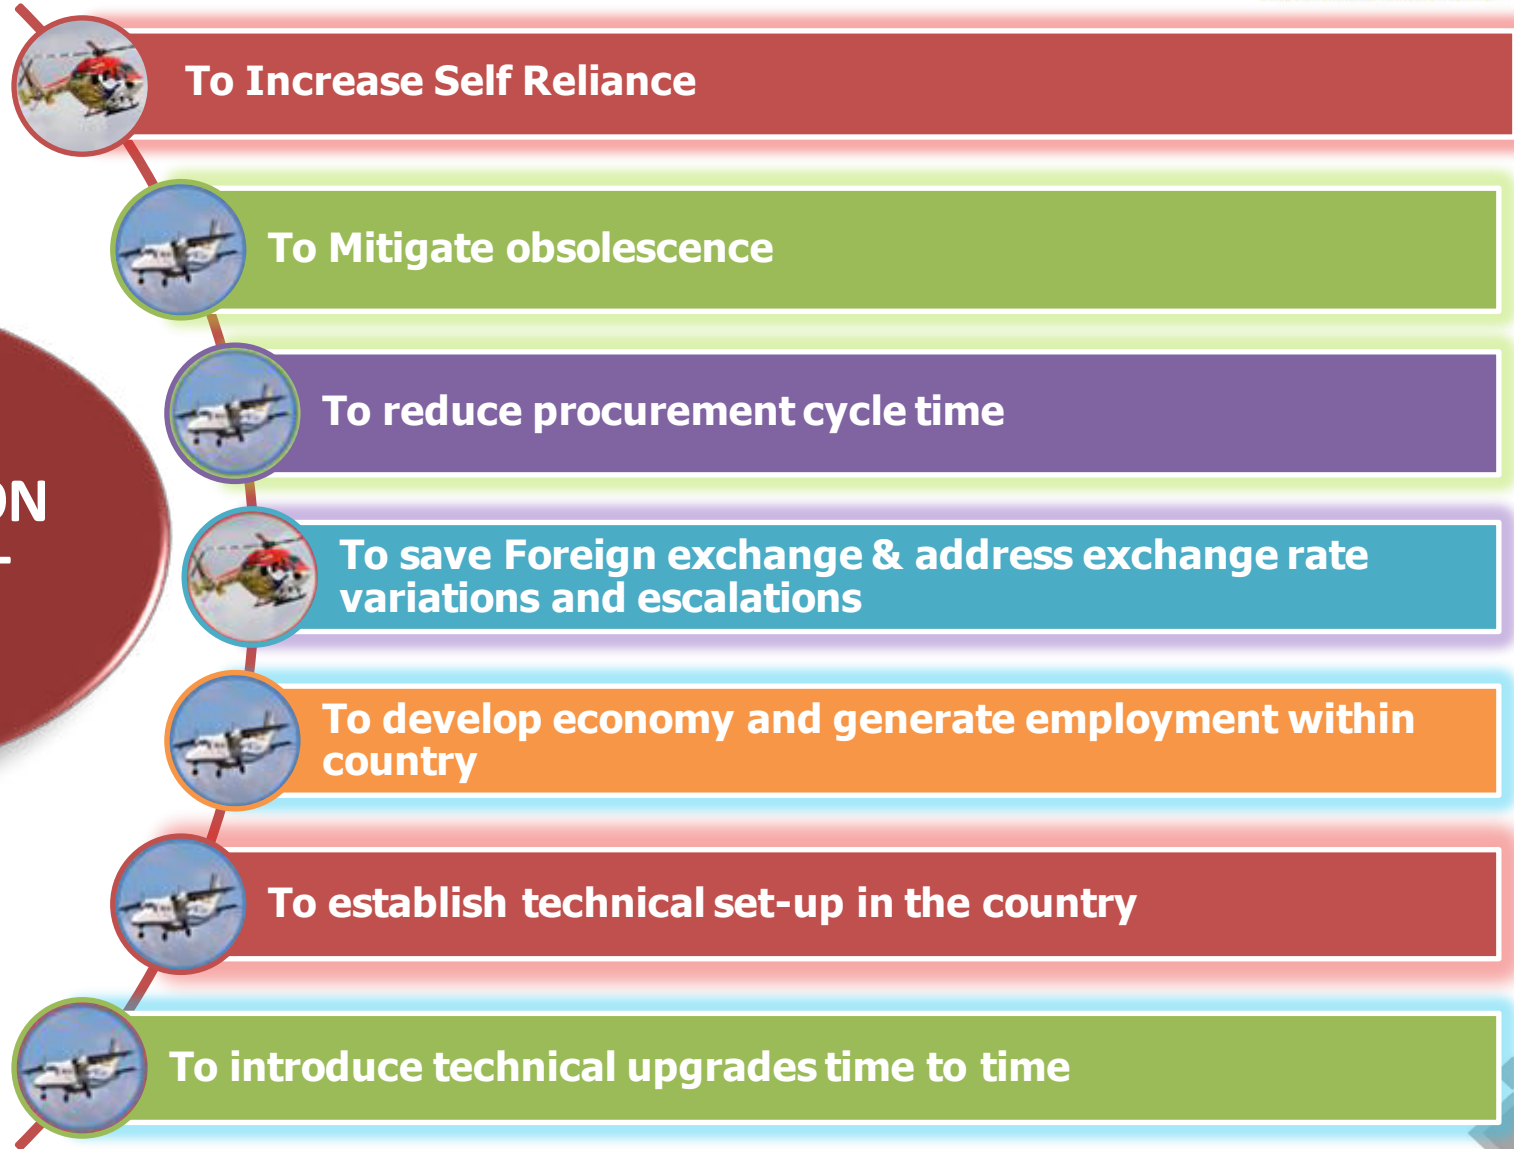 To Increase Self Reliance
To Mitigate obsolescence
To reduce procurement cycle time
ON
To save Foreign exchange & address exchange rate
variations and escalations
To develop economy and generate employment within
country
To establish technical set-up in the country
To introduce technical upgrades time to time